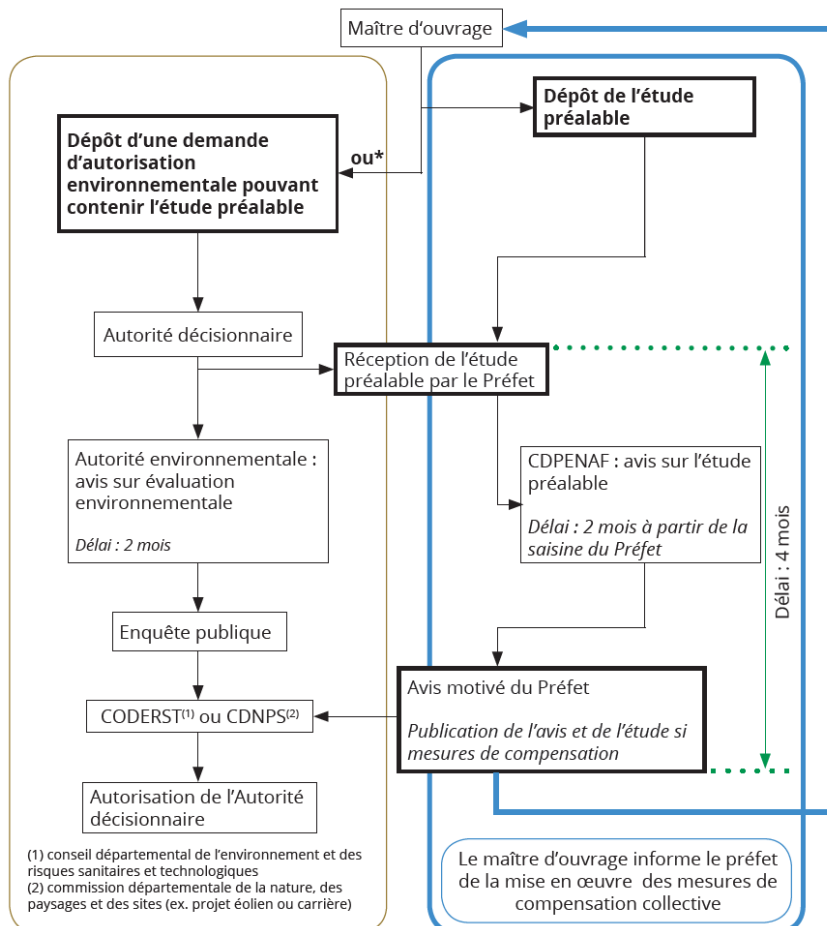 Maître d'ouvrage
Dépôt de l'étude
préalable
Dépôt d'une demande
d'autorisation
environnementale pouvant
contenir l'étude préalable
ou*
Autorité décisionnaire
Réception de l'étude
préalable par le Préfet
Autorité environnementale :
avis sur évaluation
environnementale
Délai : 2 mois
CDPENAF : avis sur l'étude
préalable
Délai : 2 mois à partir de la
saisine du Préfet
Délai : 4 mois
Enquête publique
Avis motivé du Préfet
Publication de l'avis et de l'étude si
mesures de compensation
CODERST⁽¹⁾ ou CDNPS⁽²⁾
Autorisation de l'Autorité
décisionnaire
(1) conseil départemental de l'environnement et des
risques sanitaires et technologiques
(2) commission départementale de la nature, des
paysages et des sites (ex. projet éolien ou carrière)
Le maître d'ouvrage informe le préfet
de la mise en œuvre des mesures de
compensation collective